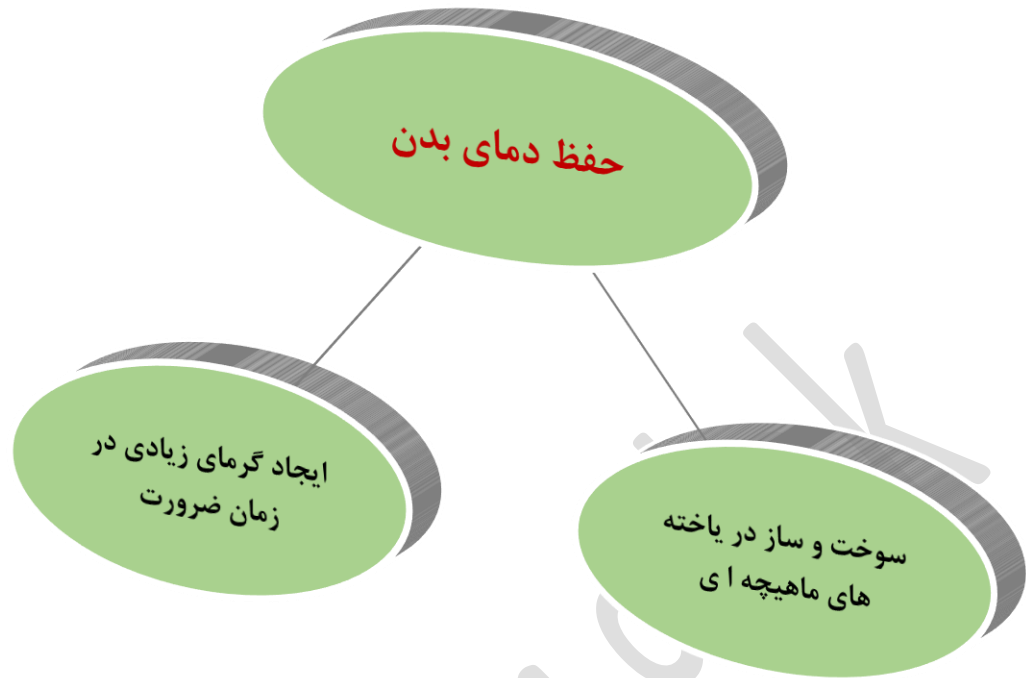 حفظ دمای بدن
سوخت و ساز در یاخته
های ماهیچه ا ی
ایجاد گرمای زیادی در
زمان ضرورت